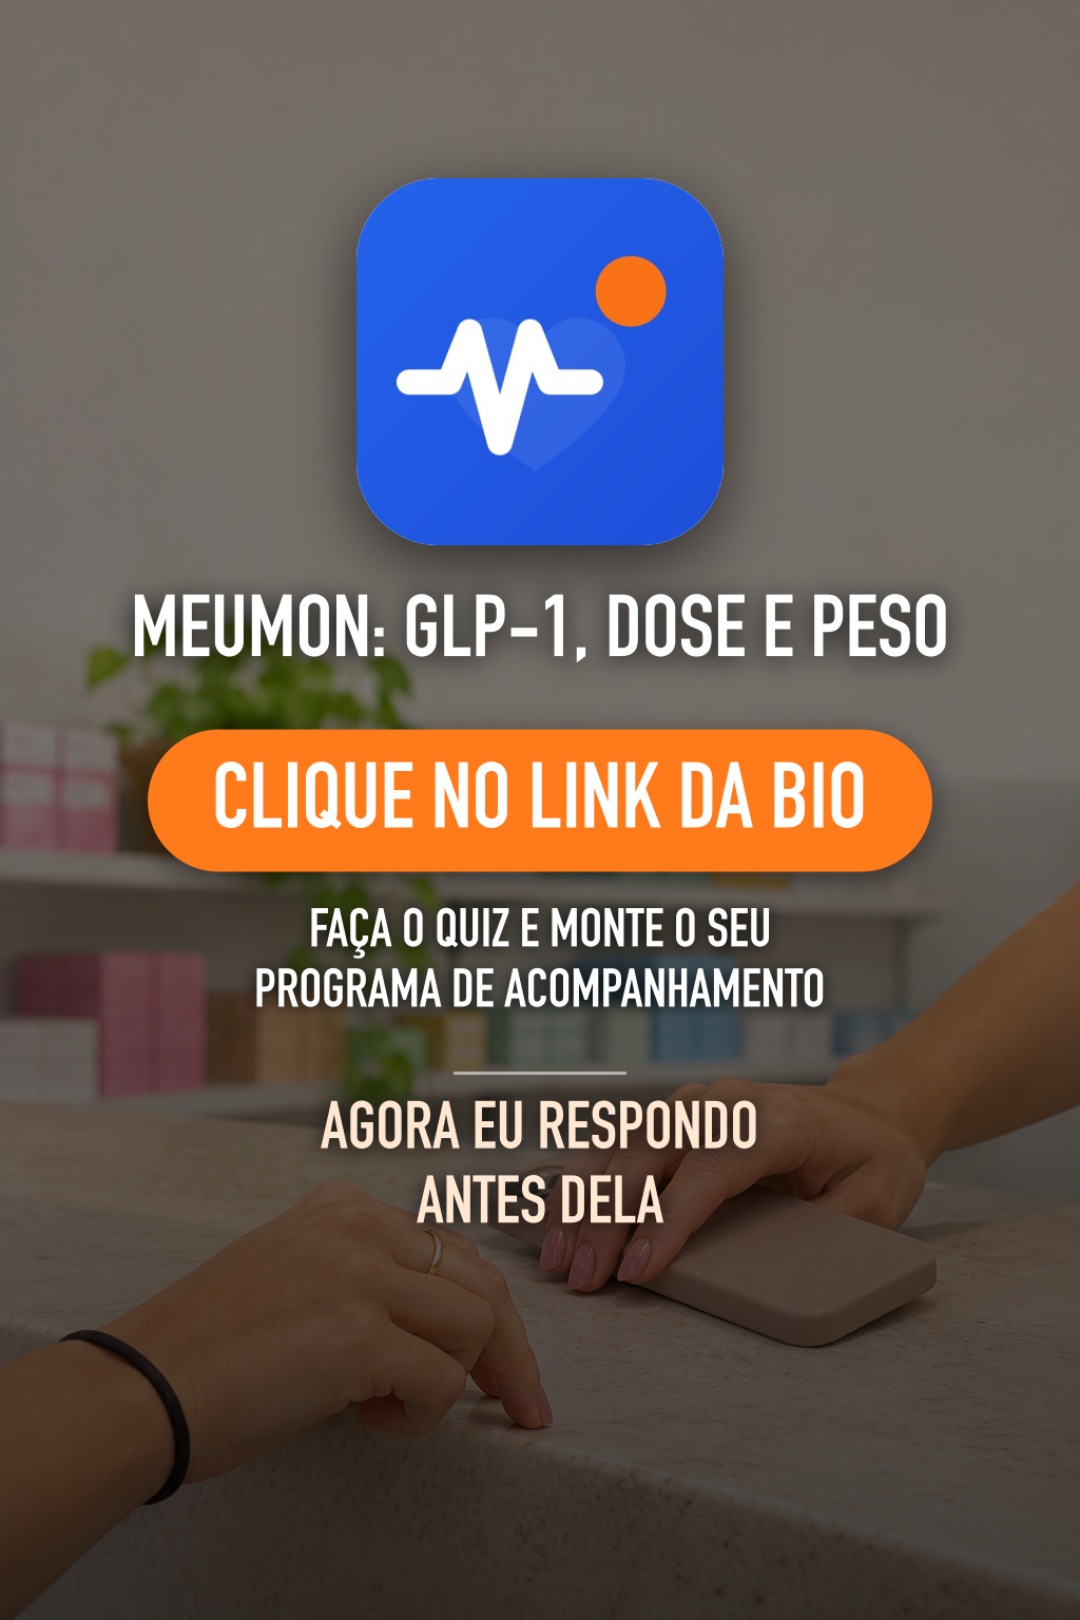 MEUMON: GLP-1, DOSE E PESO
CLIQUE NO LINK DA BIO
FAÇA O QUIZ E MONTE O SEU
PROGRAMA DE ACOMPANHAMENTO
AGORA EU RESPONDO
ANTES DELA